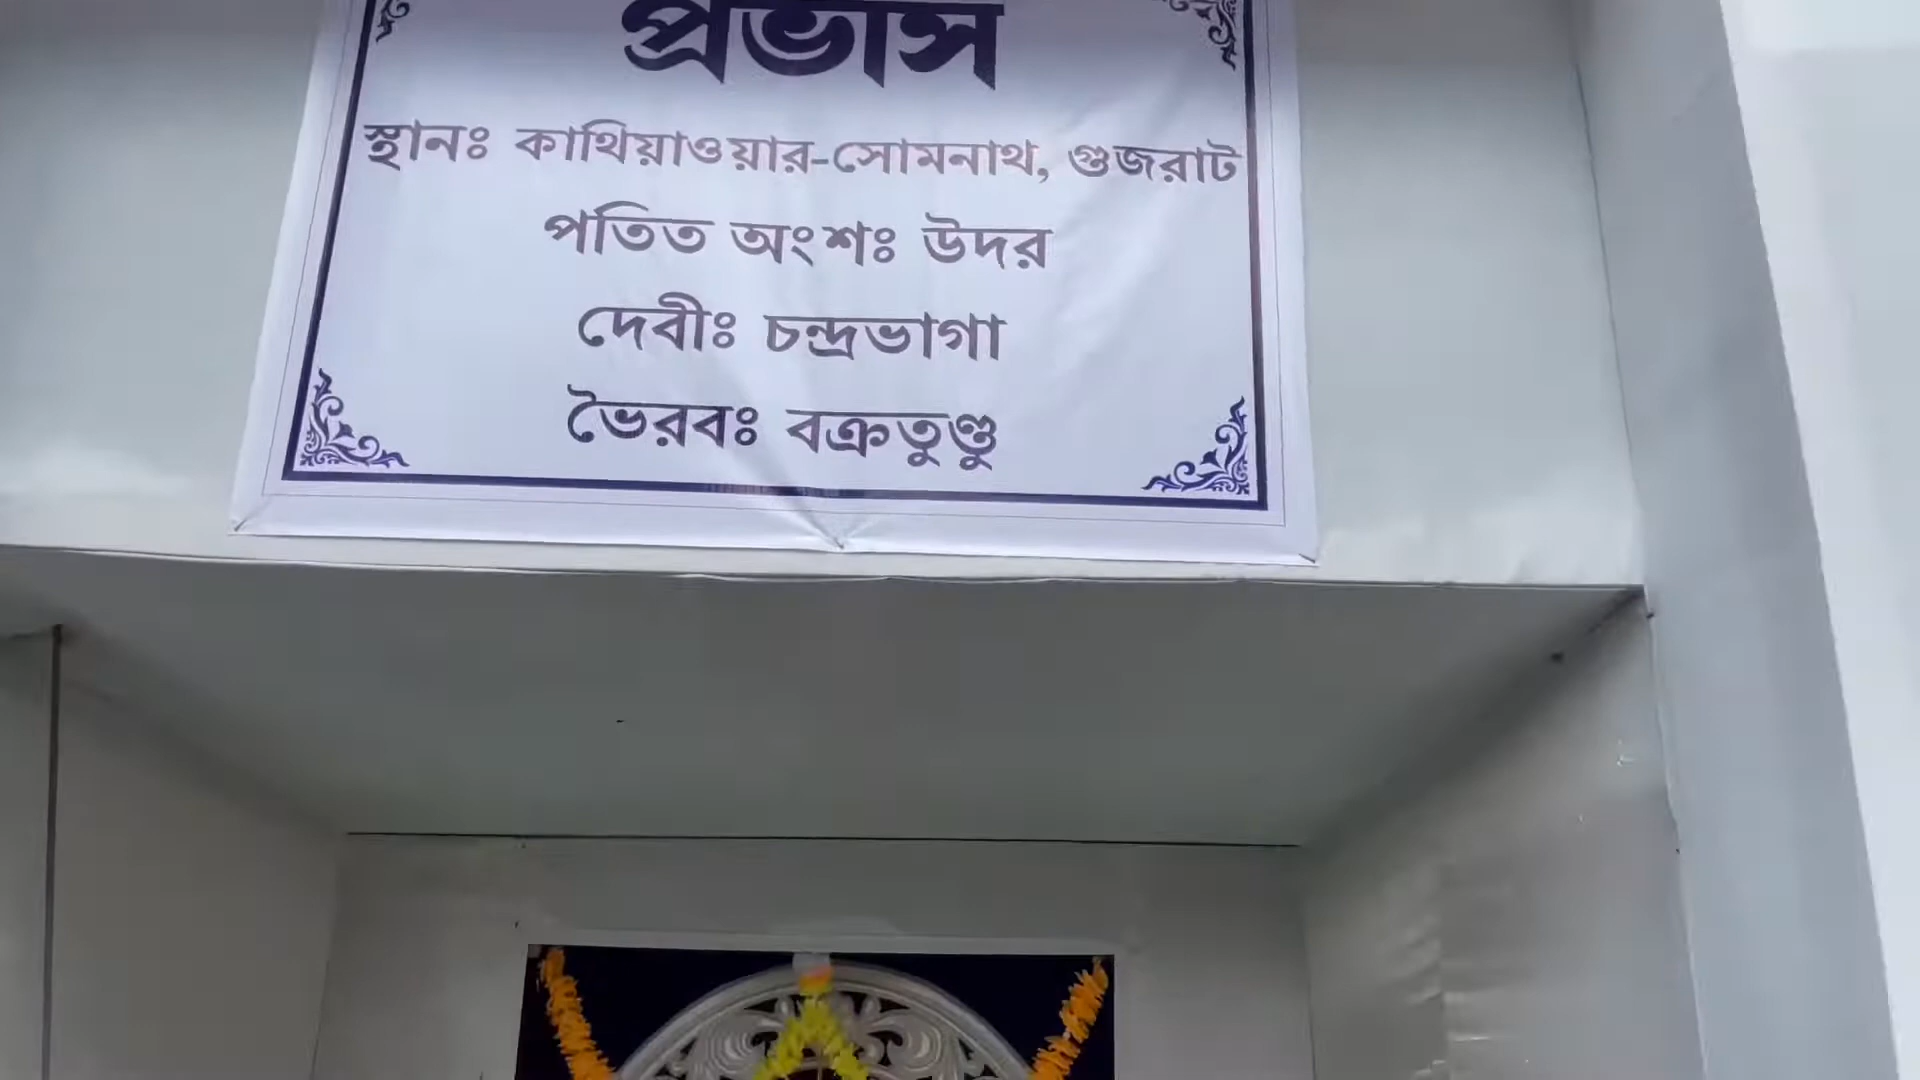 প্রভাস
স্থানঃ কাথিয়াওয়ার-সোমনাথ, গুজরাট
পতিত অংশঃ উদর
দেবীঃ চন্দ্রভাগা
ভৈরবঃ বক্রতুণ্ডু